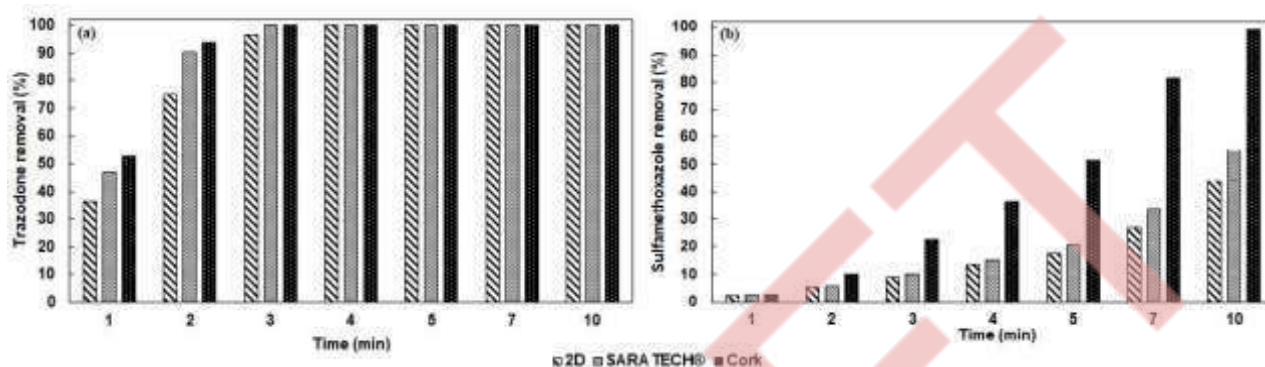 (a)
Trazodone removal (%)
100
90
80
70
60
50
40
30
20
10
0
1 2 3 4 5 7 10
Time (min)
(b)
Sulfamethoxazole removal (%)
100
90
80
70
60
50
40
30
20
10
0
1 2 3 4 5 7 10
Time (min)
2D SARATECH® Cork